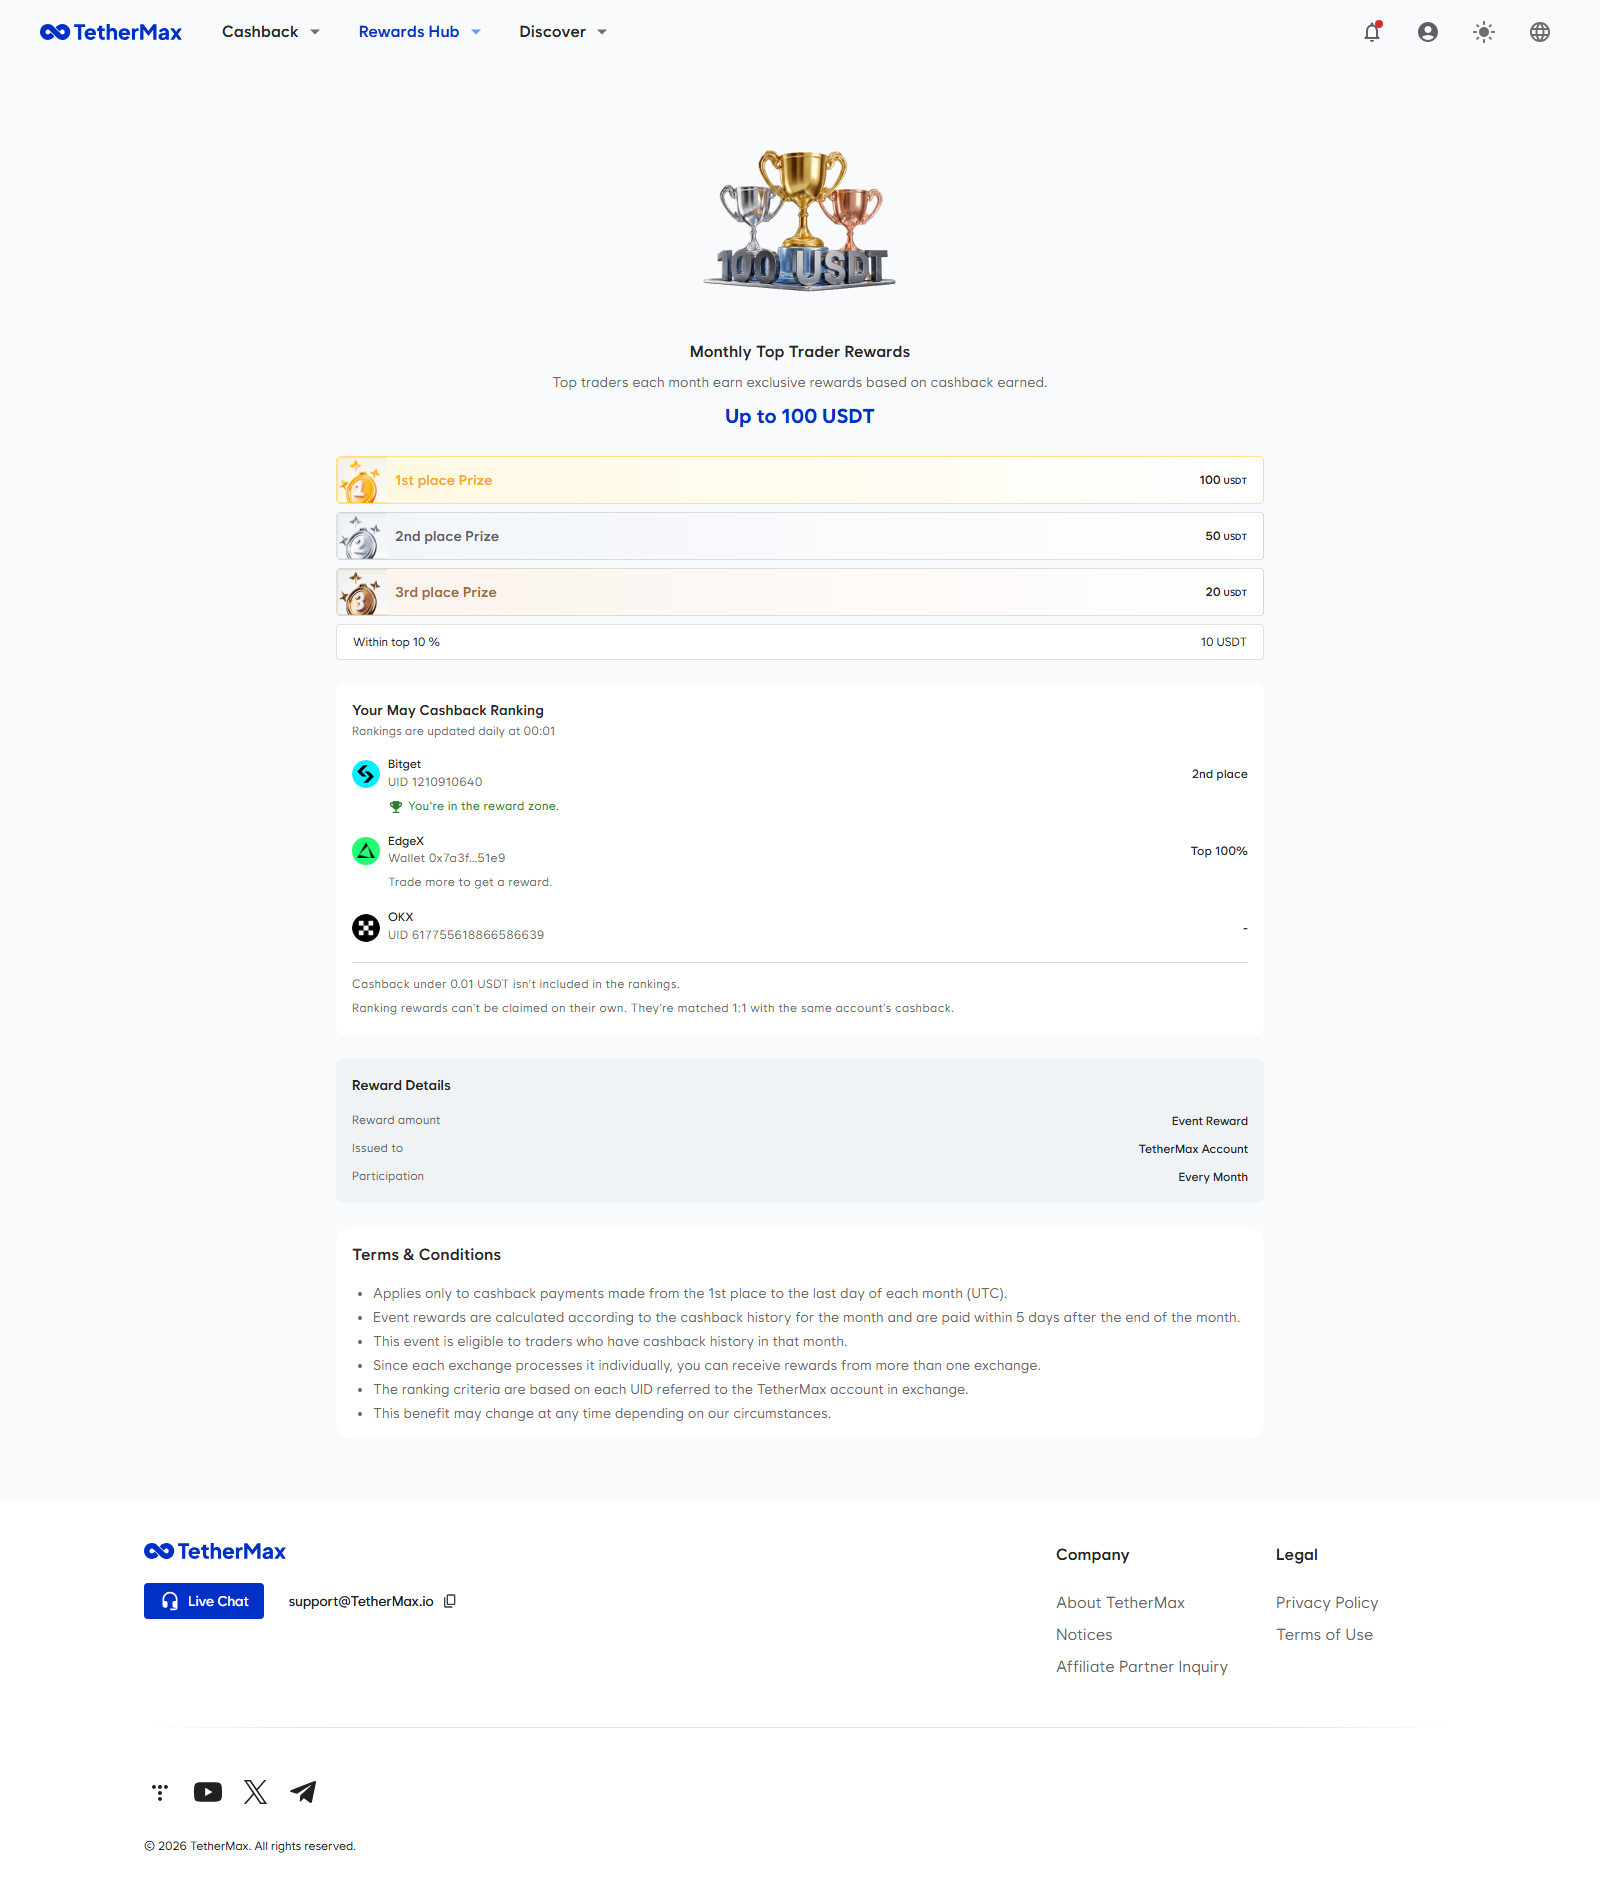 TetherMax
Cashback
Rewards Hub
Discover
100 USDT
Monthly Top Trader Rewards
Top traders each month earn exclusive rewards based on cashback earned.
Up to 100 USDT
1
1st place Prize
100 USDT
2
2nd place Prize
50 USDT
3
3rd place Prize
20 USDT
Within top 10 %
10 USDT
Your May Cashback Ranking
Rankings are updated daily at 00:01
Bitget
UID 1210910640
2nd place
You're in the reward zone.
EdgeX
Wallet 0x7a3f...51e9
Top 100%
Trade more to get a reward.
OKX
UID 617755618866586639
-
Cashback under 0.01 USDT isn't included in the rankings.
Ranking rewards can't be claimed on their own. They're matched 1:1 with the same account's cashback.
Reward Details
Reward amount
Event Reward
Issued to
TetherMax Account
Participation
Every Month
Terms & Conditions
• Applies only to cashback payments made from the 1st place to the last day of each month (UTC).
• Event rewards are calculated according to the cashback history for the month and are paid within 5 days after the end of the month.
• This event is eligible to traders who have cashback history in that month.
• Since each exchange processes it individually, you can receive rewards from more than one exchange.
• The ranking criteria are based on each UID referred to the TetherMax account in exchange.
• This benefit may change at any time depending on our circumstances.
TetherMax
Live Chat
support@TetherMax.io
Company
About TetherMax
Notices
Affiliate Partner Inquiry
Legal
Privacy Policy
Terms of Use
© 2026 TetherMax. All rights reserved.